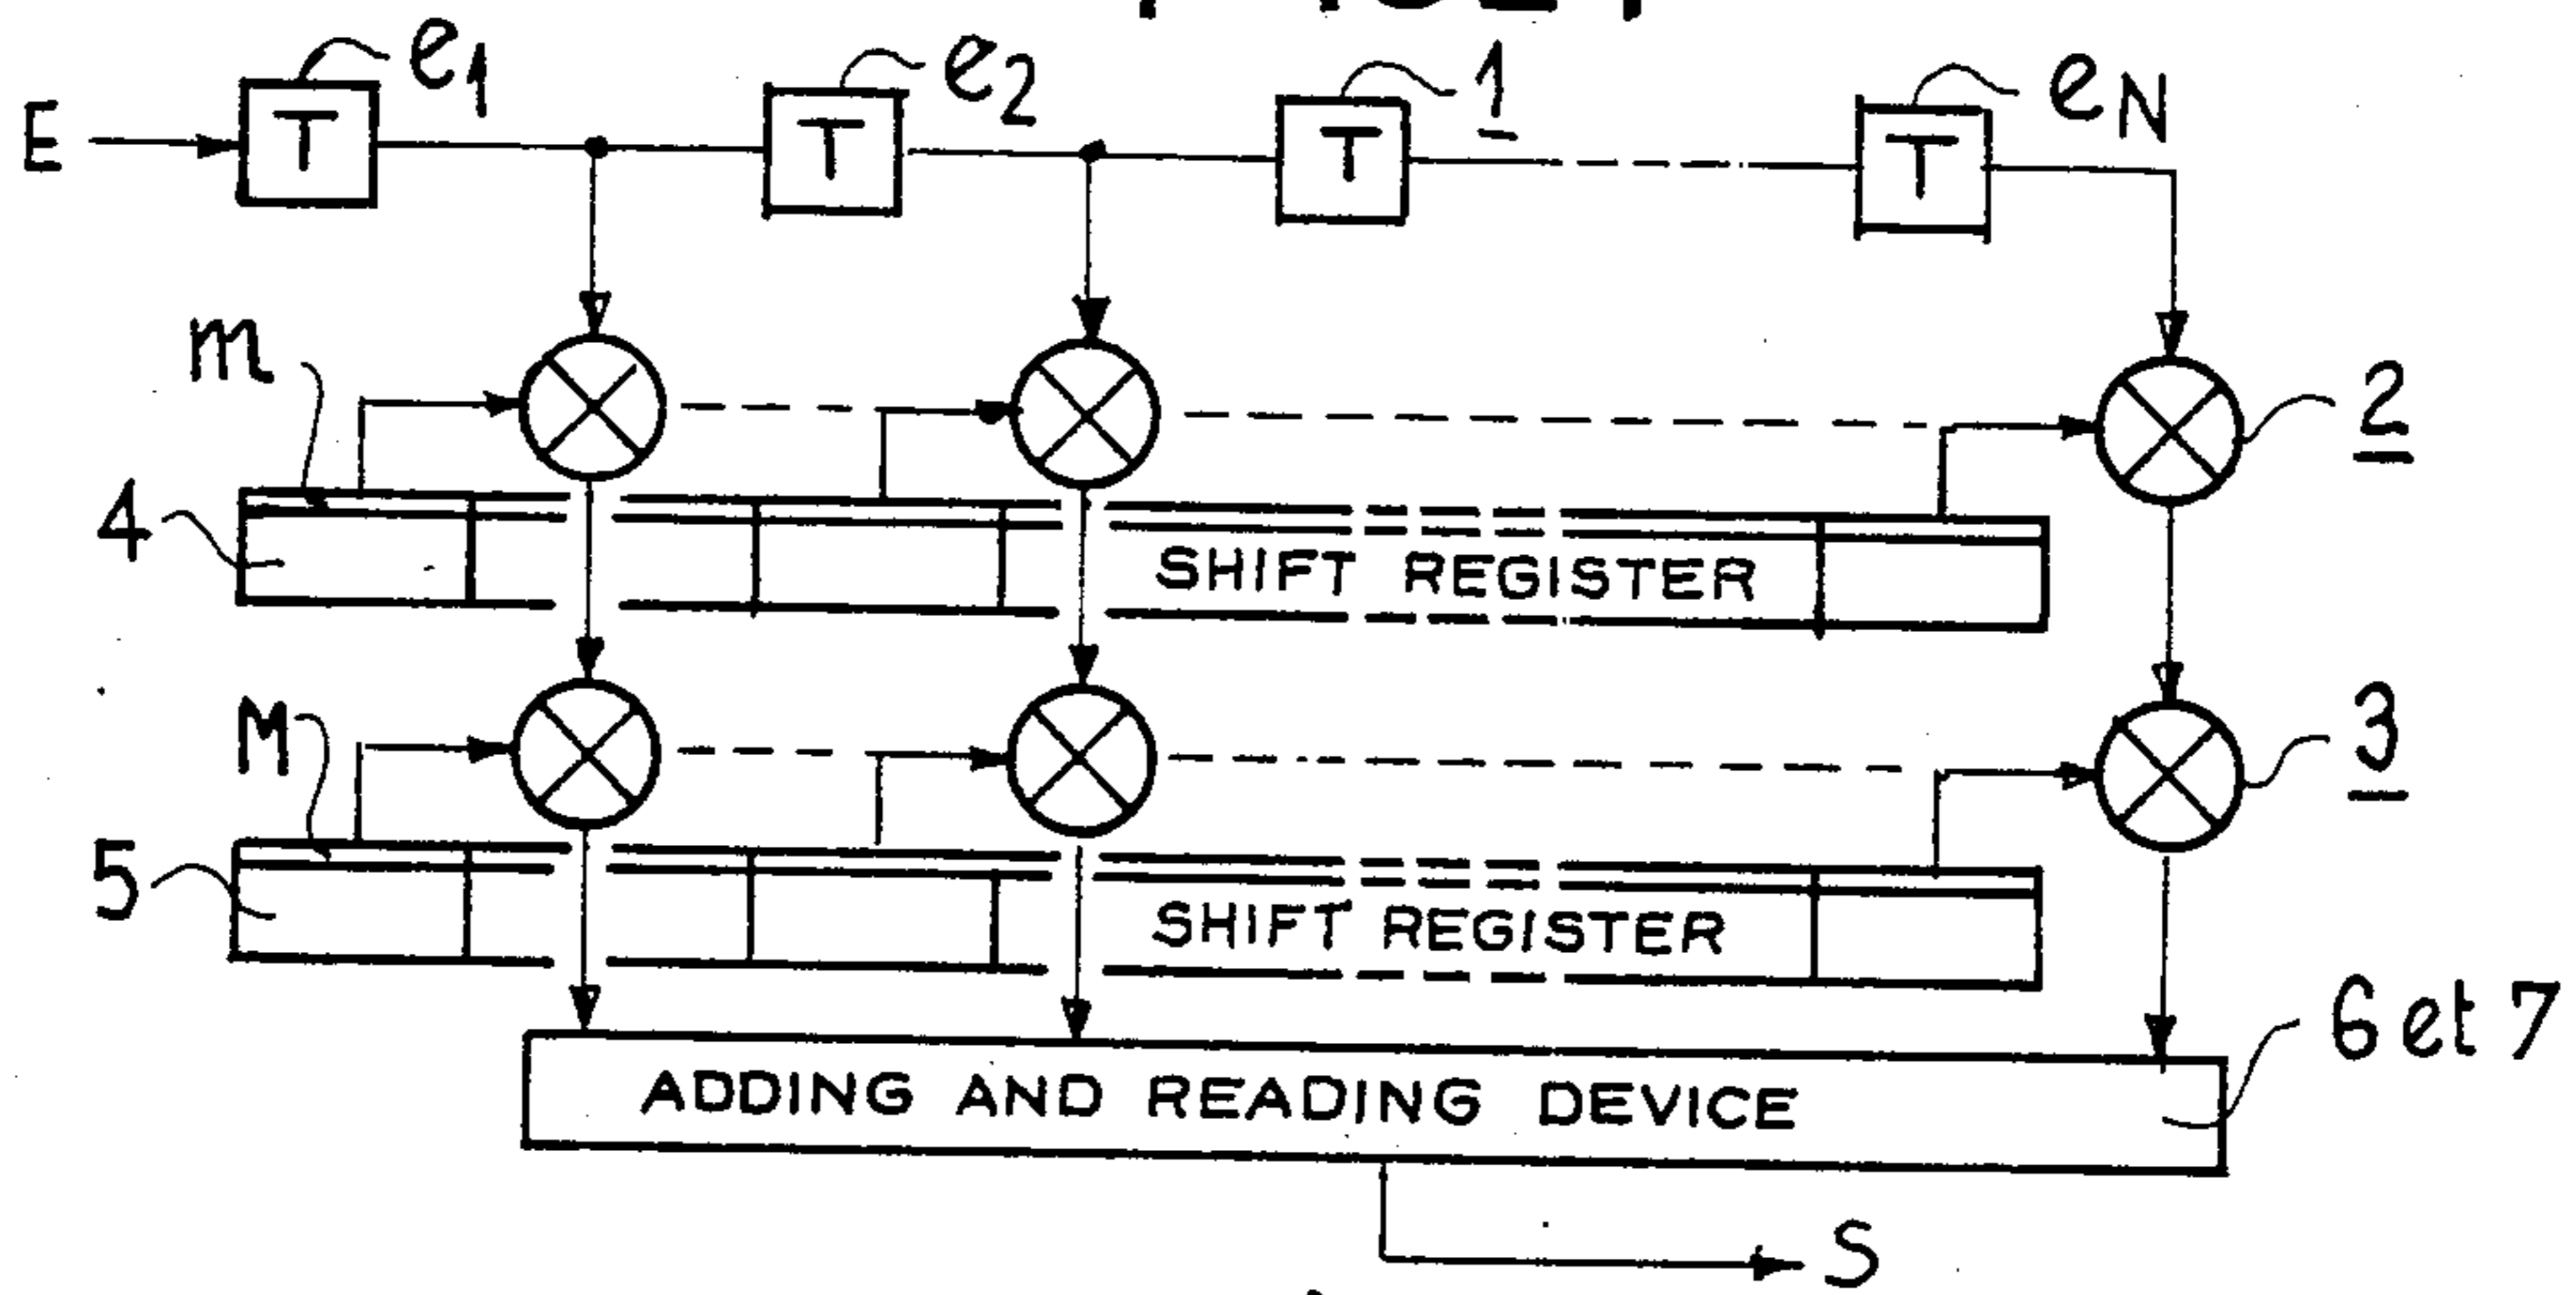 e1 e2 1 eN
E T T T T
m
2
4
SHIFT REGISTER
M
3
5
SHIFT REGISTER
6 et 7
ADDING AND READING DEVICE
S